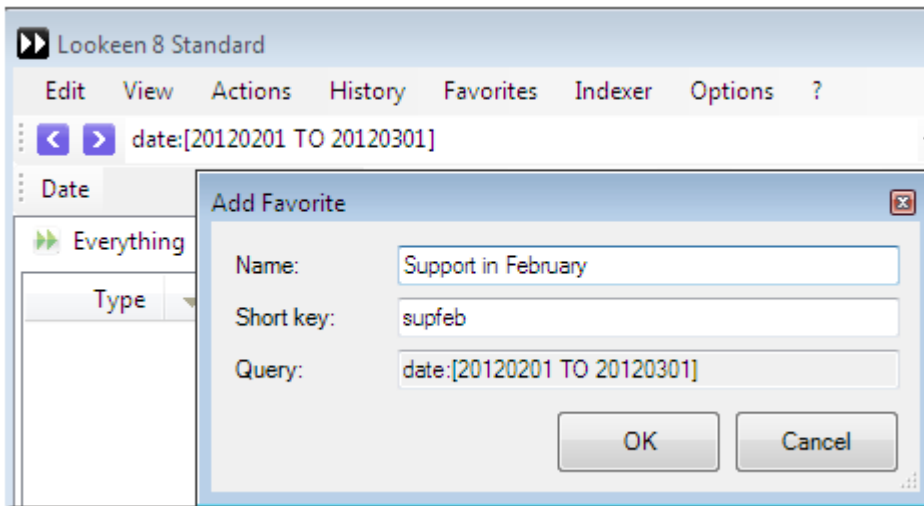 Lookeen 8 Standard
Edit View Actions History Favorites Indexer Options ?
date:[20120201 TO 20120301]
Date
Add Favorite
Everything
Name: Support in February
Type
Short key: supfeb
Query: date:[20120201 TO 20120301]
OK Cancel